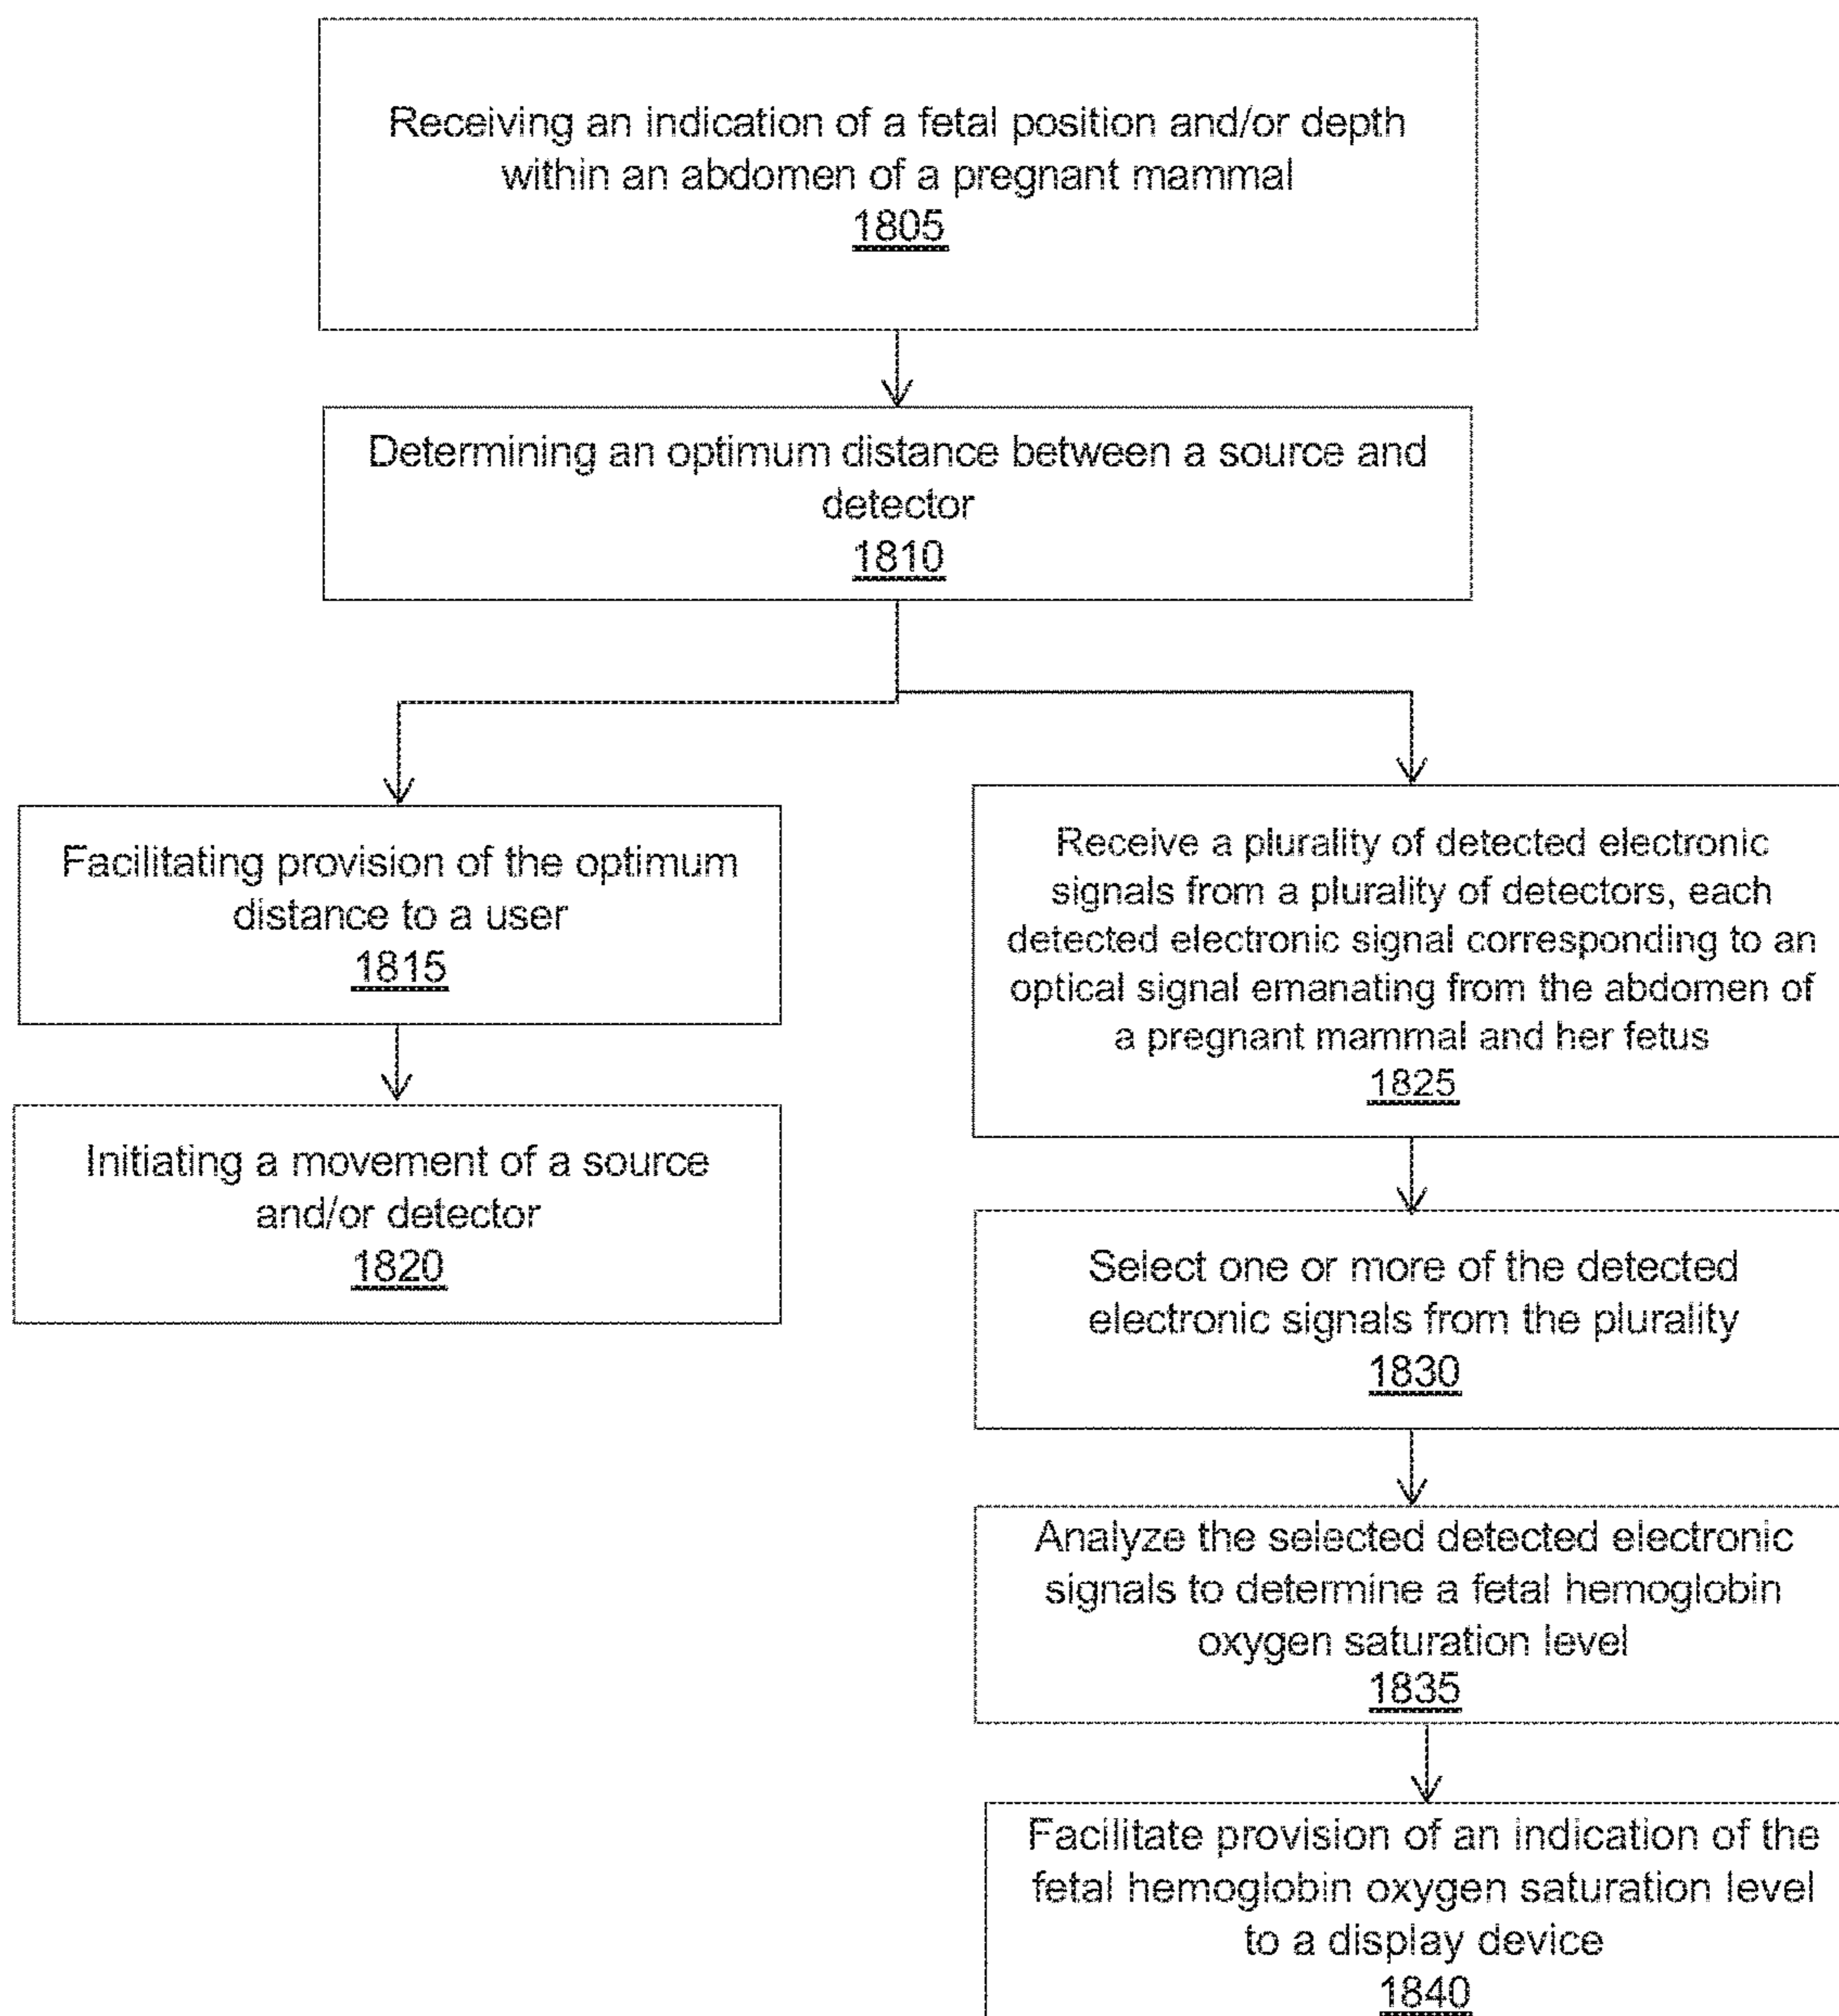 Receiving an indication of a fetal position and/or depth
within an abdomen of a pregnant mammal
1805
Determining an optimum distance between a source and
detector
1810
Facilitating provision of the optimum
distance to a user
1815
Initiating a movement of a source
and/or detector
1820
Receive a plurality of detected electronic
signals from a plurality of detectors, each
detected electronic signal corresponding to an
optical signal emanating from the abdomen of
a pregnant mammal and her fetus
1825
Select one or more of the detected
electronic signals from the plurality
1830
Analyze the selected detected electronic
signals to determine a fetal hemoglobin
oxygen saturation level
1835
Facilitate provision of an indication of the
fetal hemoglobin oxygen saturation level
to a display device
1840